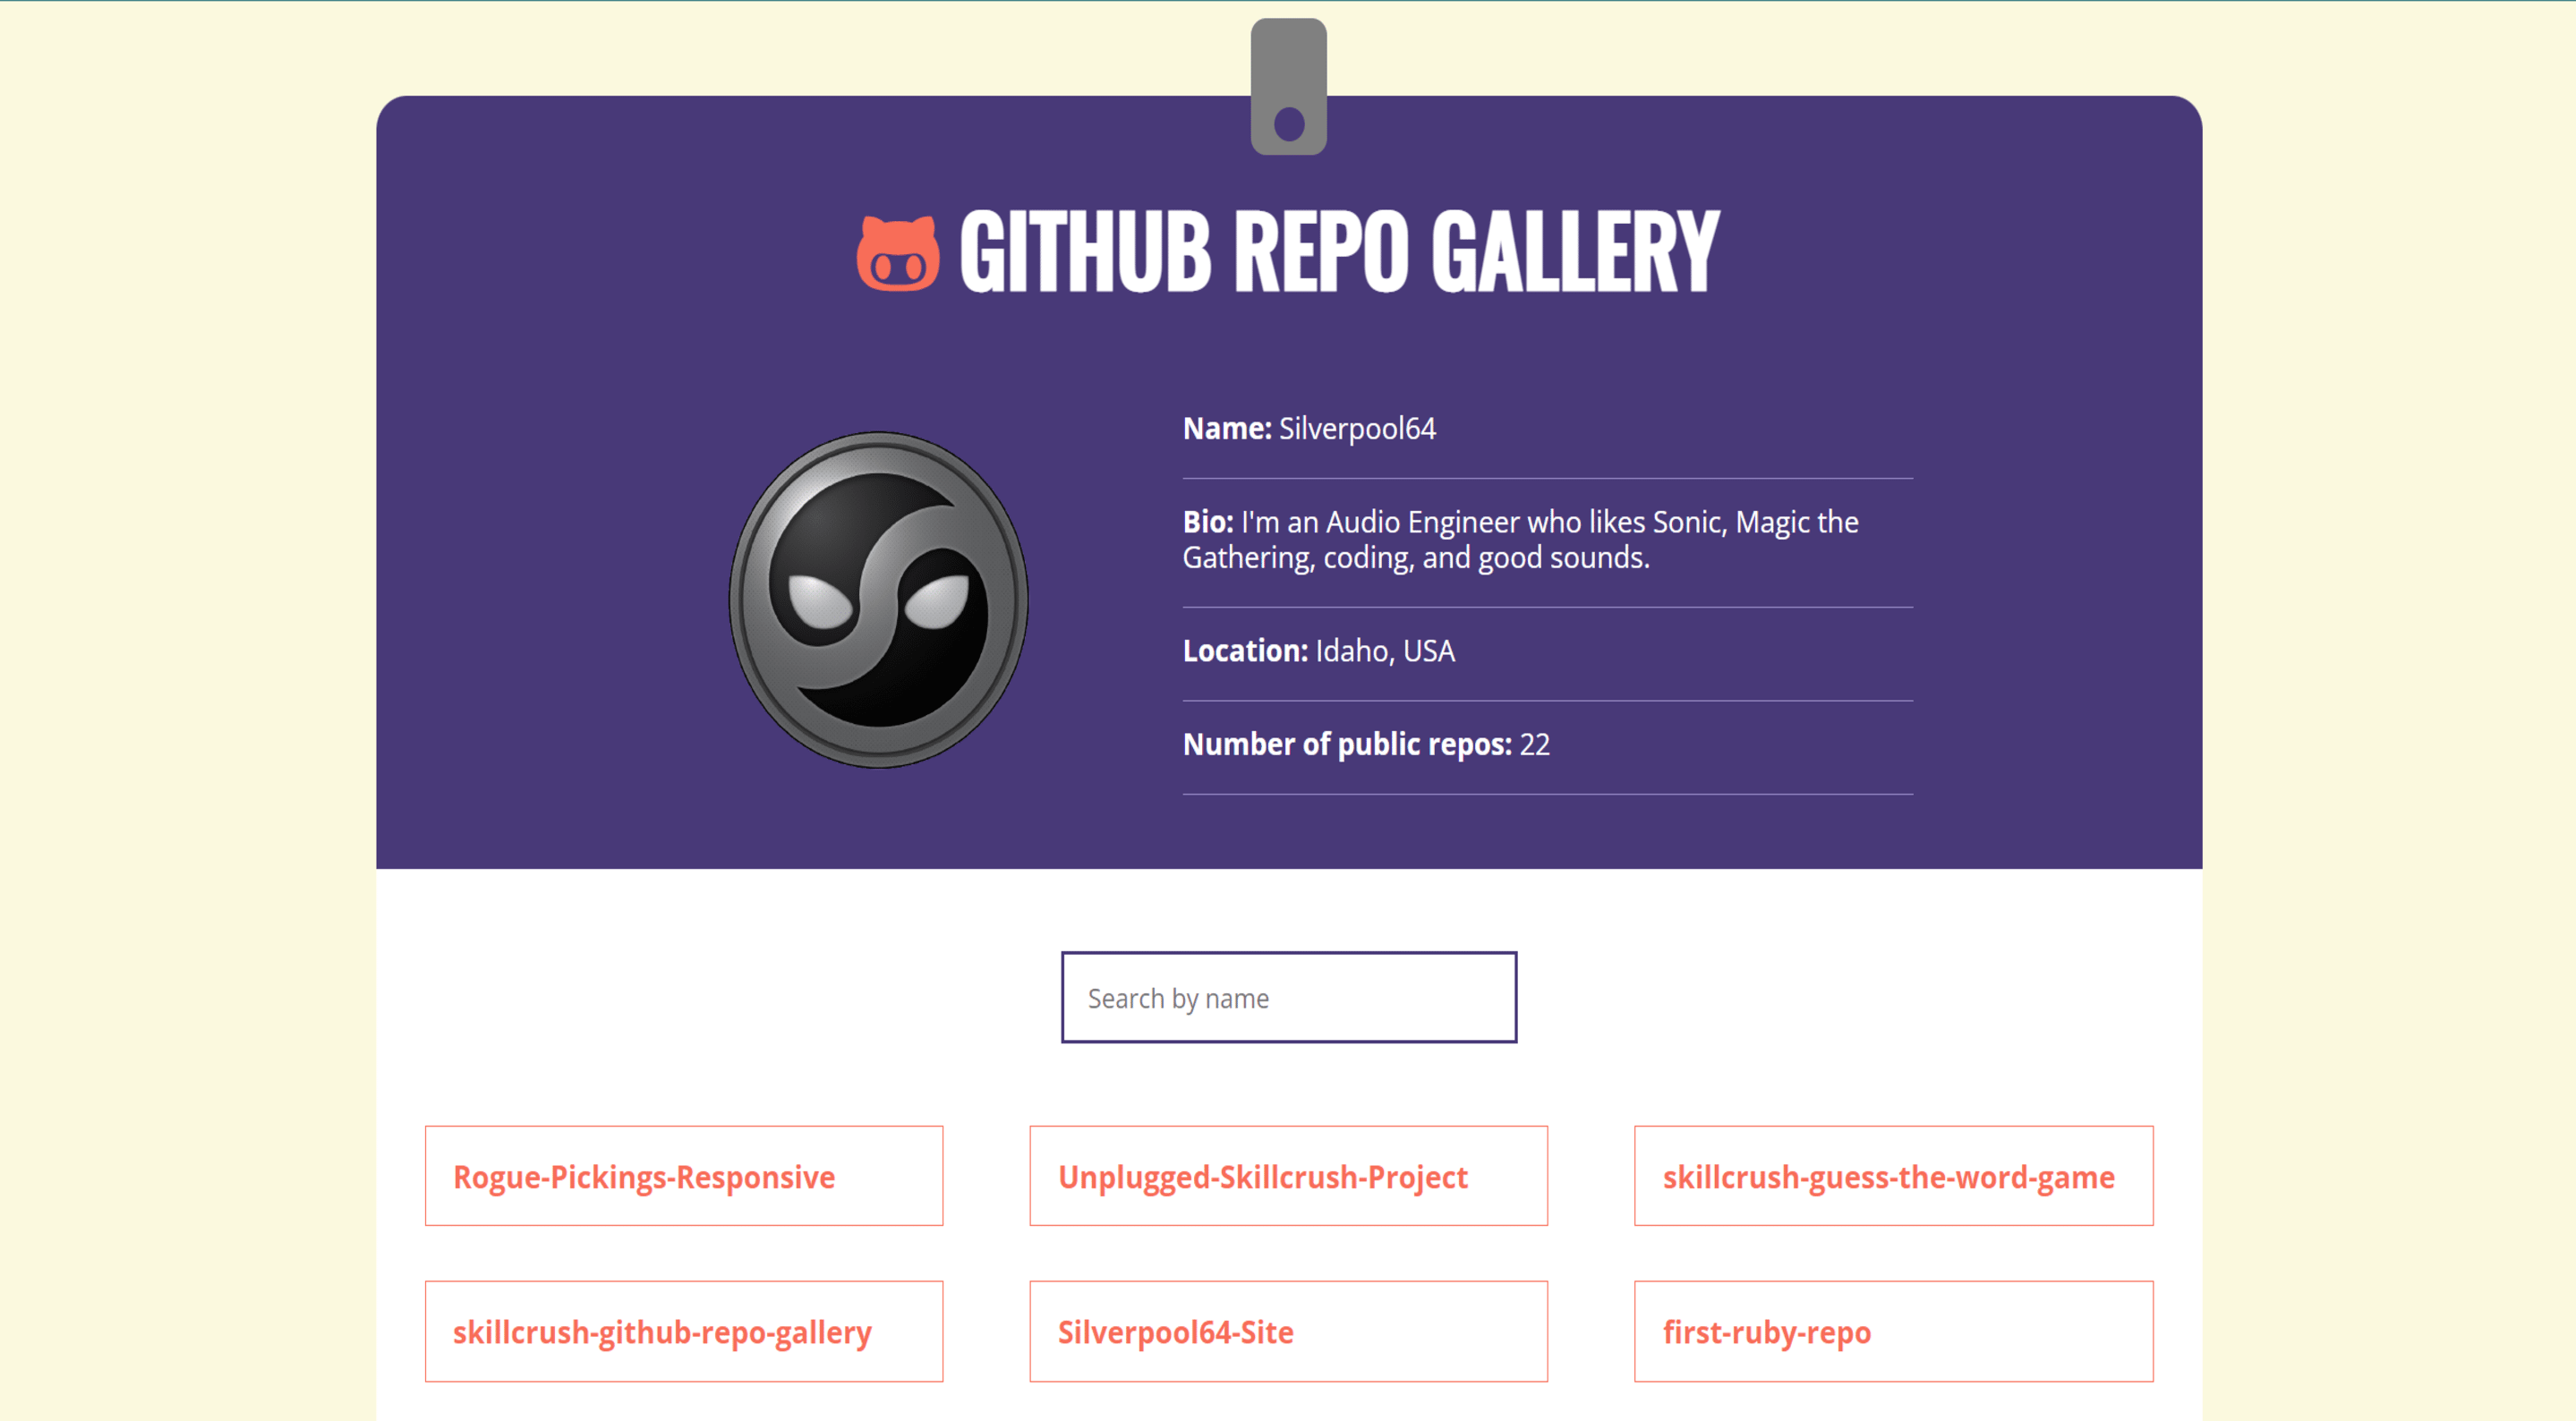 GITHUB REPO GALLERY
Name: Silverpool64
Bio: I'm an Audio Engineer who likes Sonic, Magic the
Gathering, coding, and good sounds.
Location: Idaho, USA
Number of public repos: 22
Search by name
Rogue-Pickings-Responsive
Unplugged-Skillcrush-Project
skillcrush-guess-the-word-game
skillcrush-github-repo-gallery
Silverpool64-Site
first-ruby-repo